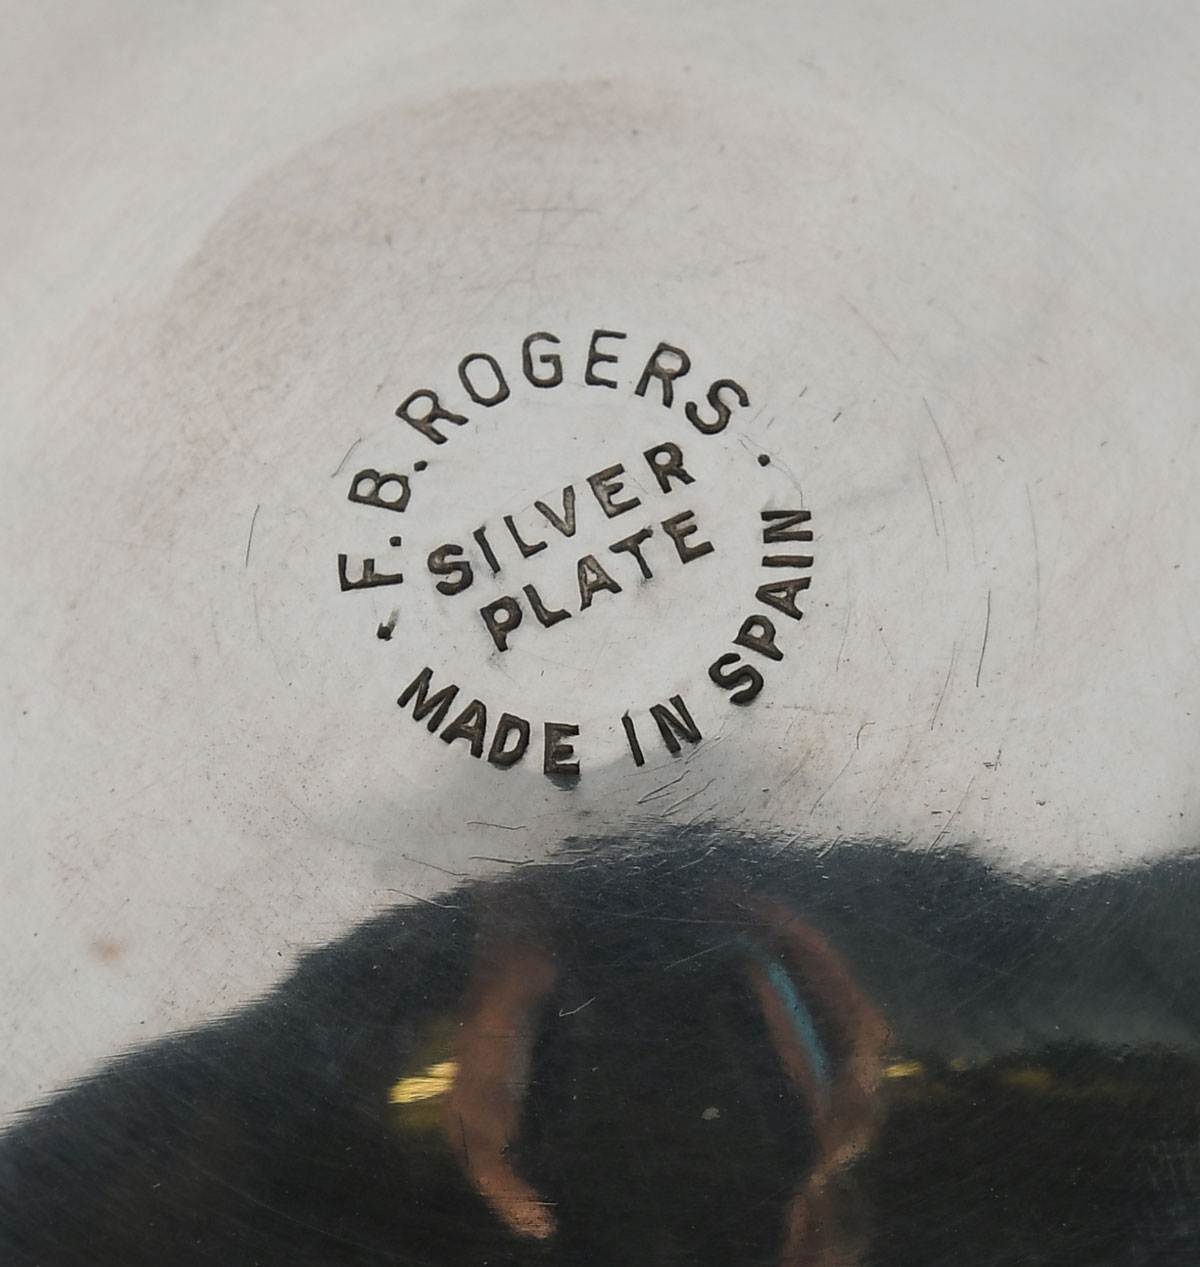 F.B.ROGERS
SILVER
PLATE
MADE IN SPAIN